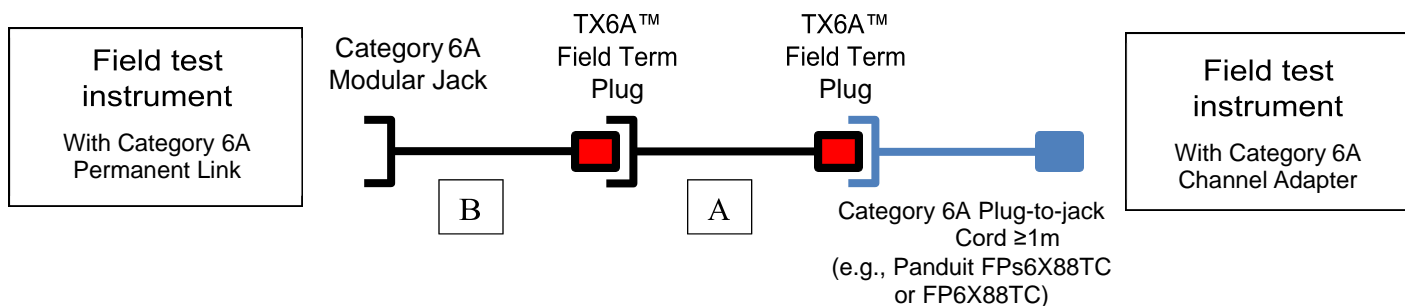 Field test
instrument
With Category 6A
Permanent Link
Category 6A
Modular Jack
TX6A™
Field Term
Plug
TX6A™
Field Term
Plug
Field test
instrument
With Category 6A
Channel Adapter
B
A
Category 6A Plug-to-jack
Cord ≥1m
(e.g., Panduit FPs6X88TC
or FP6X88TC)